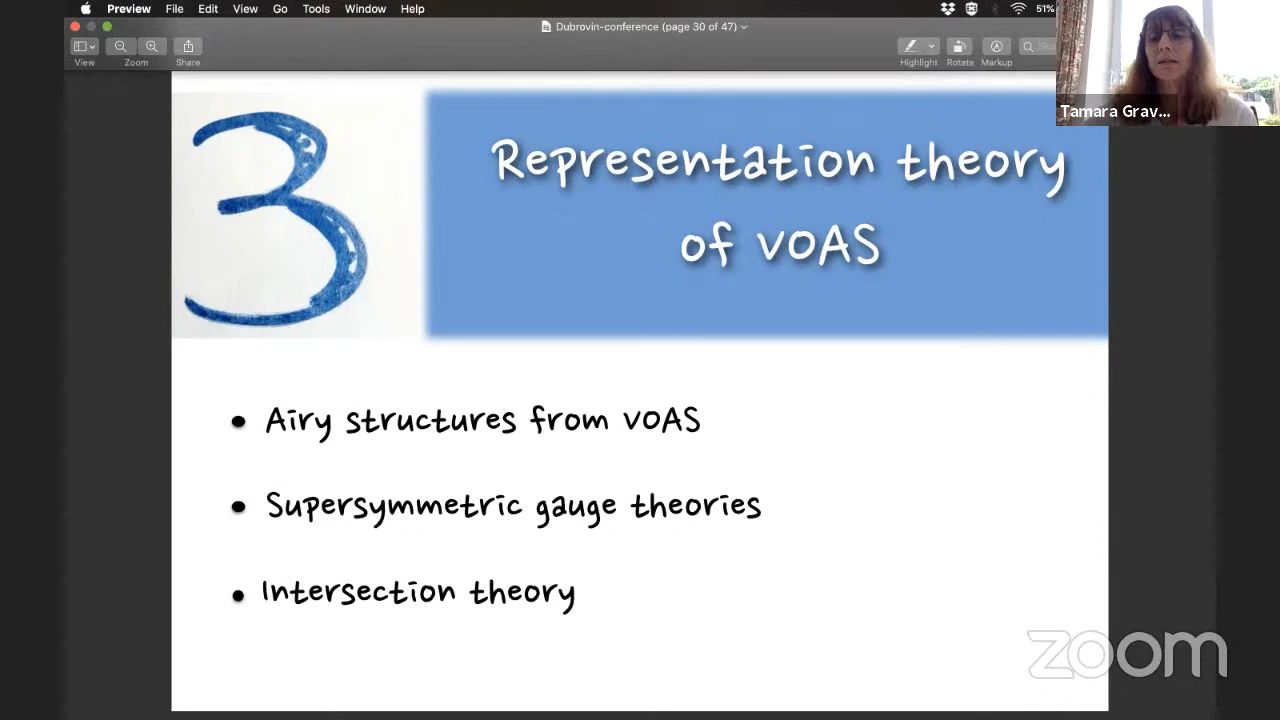 Preview File Edit View Go Tools Window Help 51%
Dubrovin-conference (page 30 of 47)
View Zoom Share Highlight Rotate Markup
Tamara Grav...
3
Representation theory
of VOAS
• Airy structures from VOAS
• Supersymmetric gauge theories
• Intersection theory
zoom